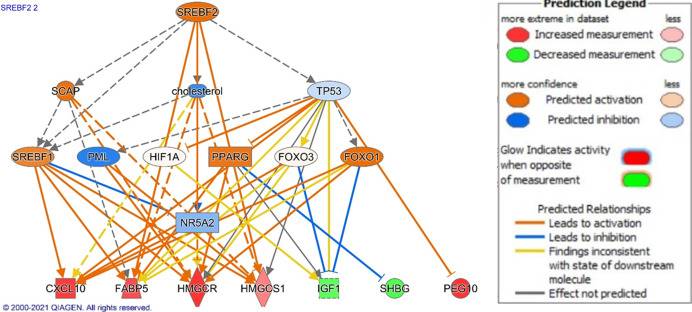 SREBF2 2
SREBF2
SCAP
cholesterol
TP53
SREBF1
PML
HIF1A
PPARG
FOXO3
FOXO1
NR5A2
CXCL10
FABP5
HMGCR
HMGCS1
IGF1
SHBG
PEG10
© 2000-2021 QIAGEN. All rights reserved.
Prediction Legend
more extreme in dataset
less
Increased measurement
Decreased measurement
more confidence
less
Predicted activation
Predicted inhibition
Glow Indicates activity
when opposite
of measurement
Predicted Relationships
Leads to activation
Leads to inhibition
Findings inconsistent
with state of downstream
molecule
Effect not predicted